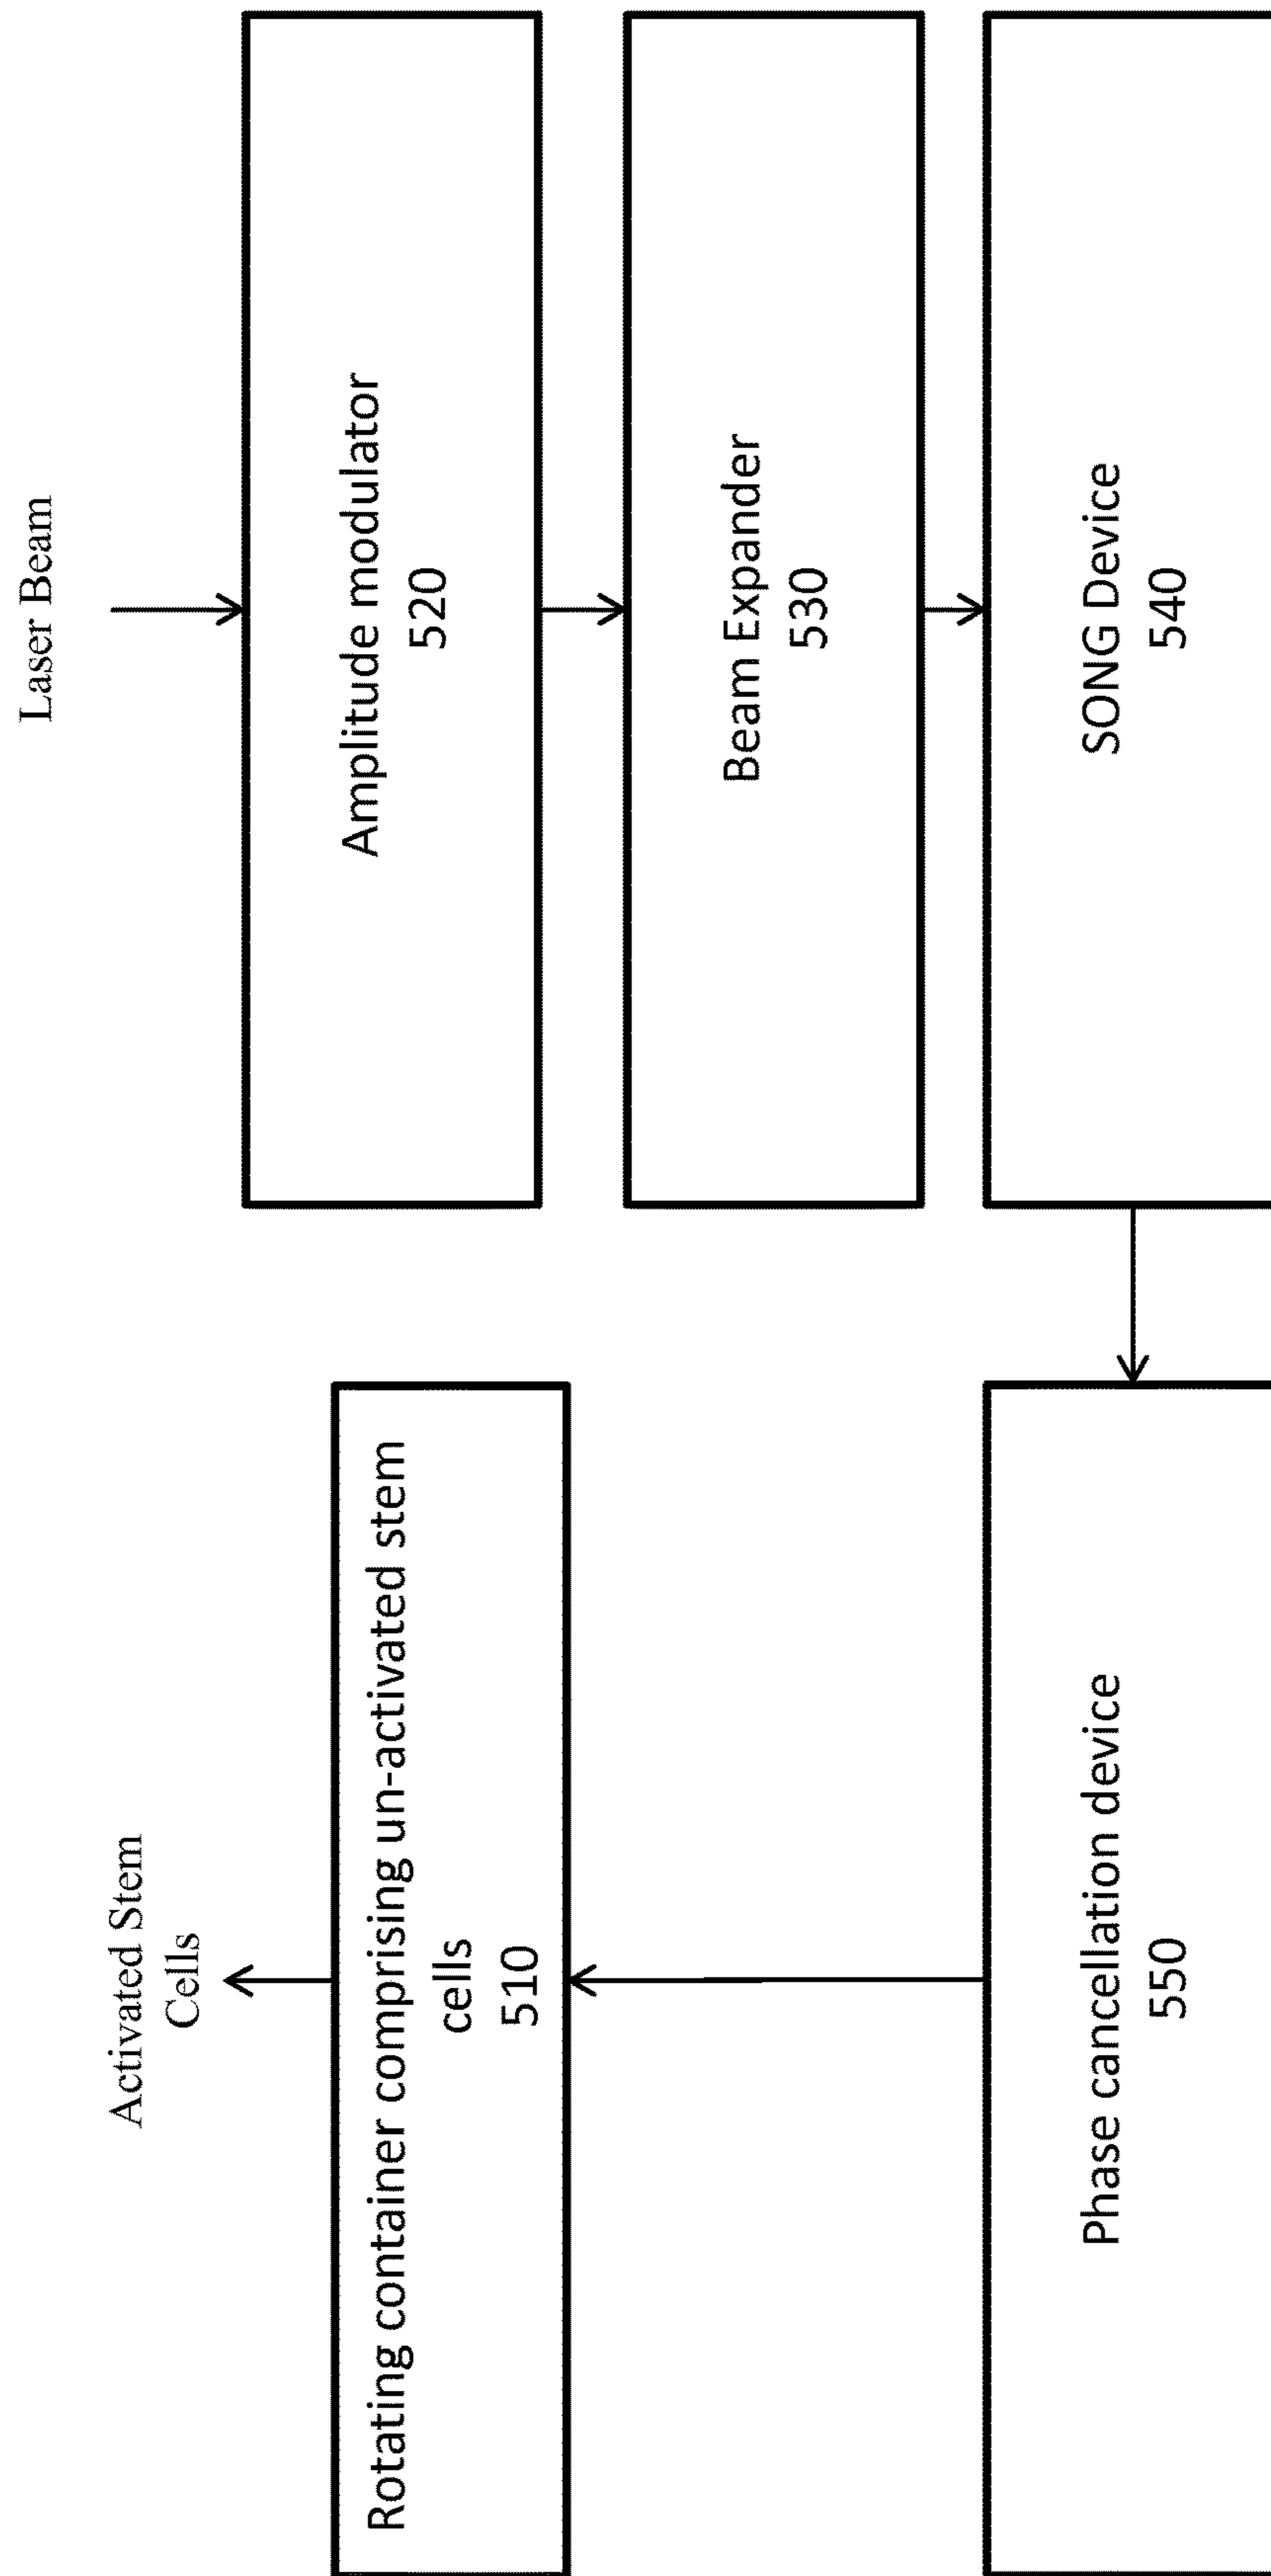 Laser Beam
Amplitude modulator
520
Beam Expander
530
SONG Device
540
Activated Stem
Cells
Rotating container comprising un-activated stem
cells
510
Phase cancellation device
550